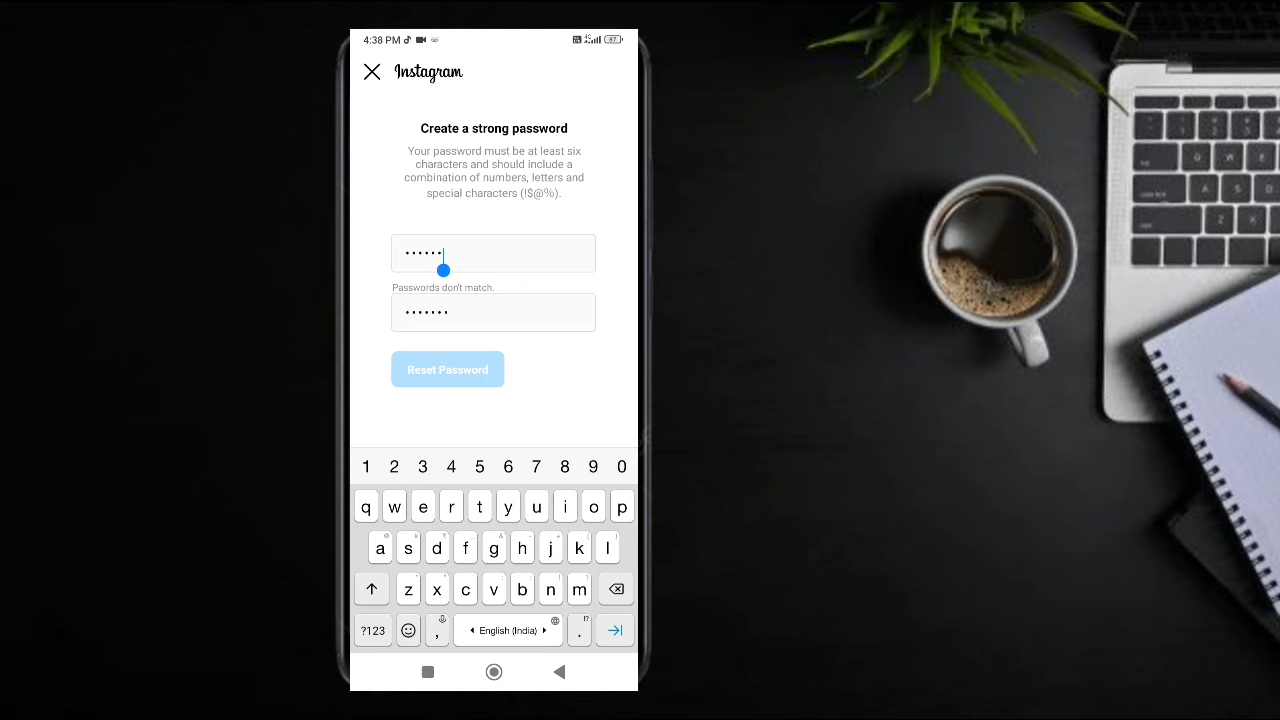 4:38 PM
4G
87
Instagram
Create a strong password
Your password must be at least six
characters and should include a
combination of numbers, letters and
special characters (!$@%).
••••••
Passwords don't match.
•••••••
Reset Password
1 2 3 4 5 6 7 8 9 0
q w e r t y u i o p
a s d f g h j k l
z x c v b n m
?123 , English (India) . !?